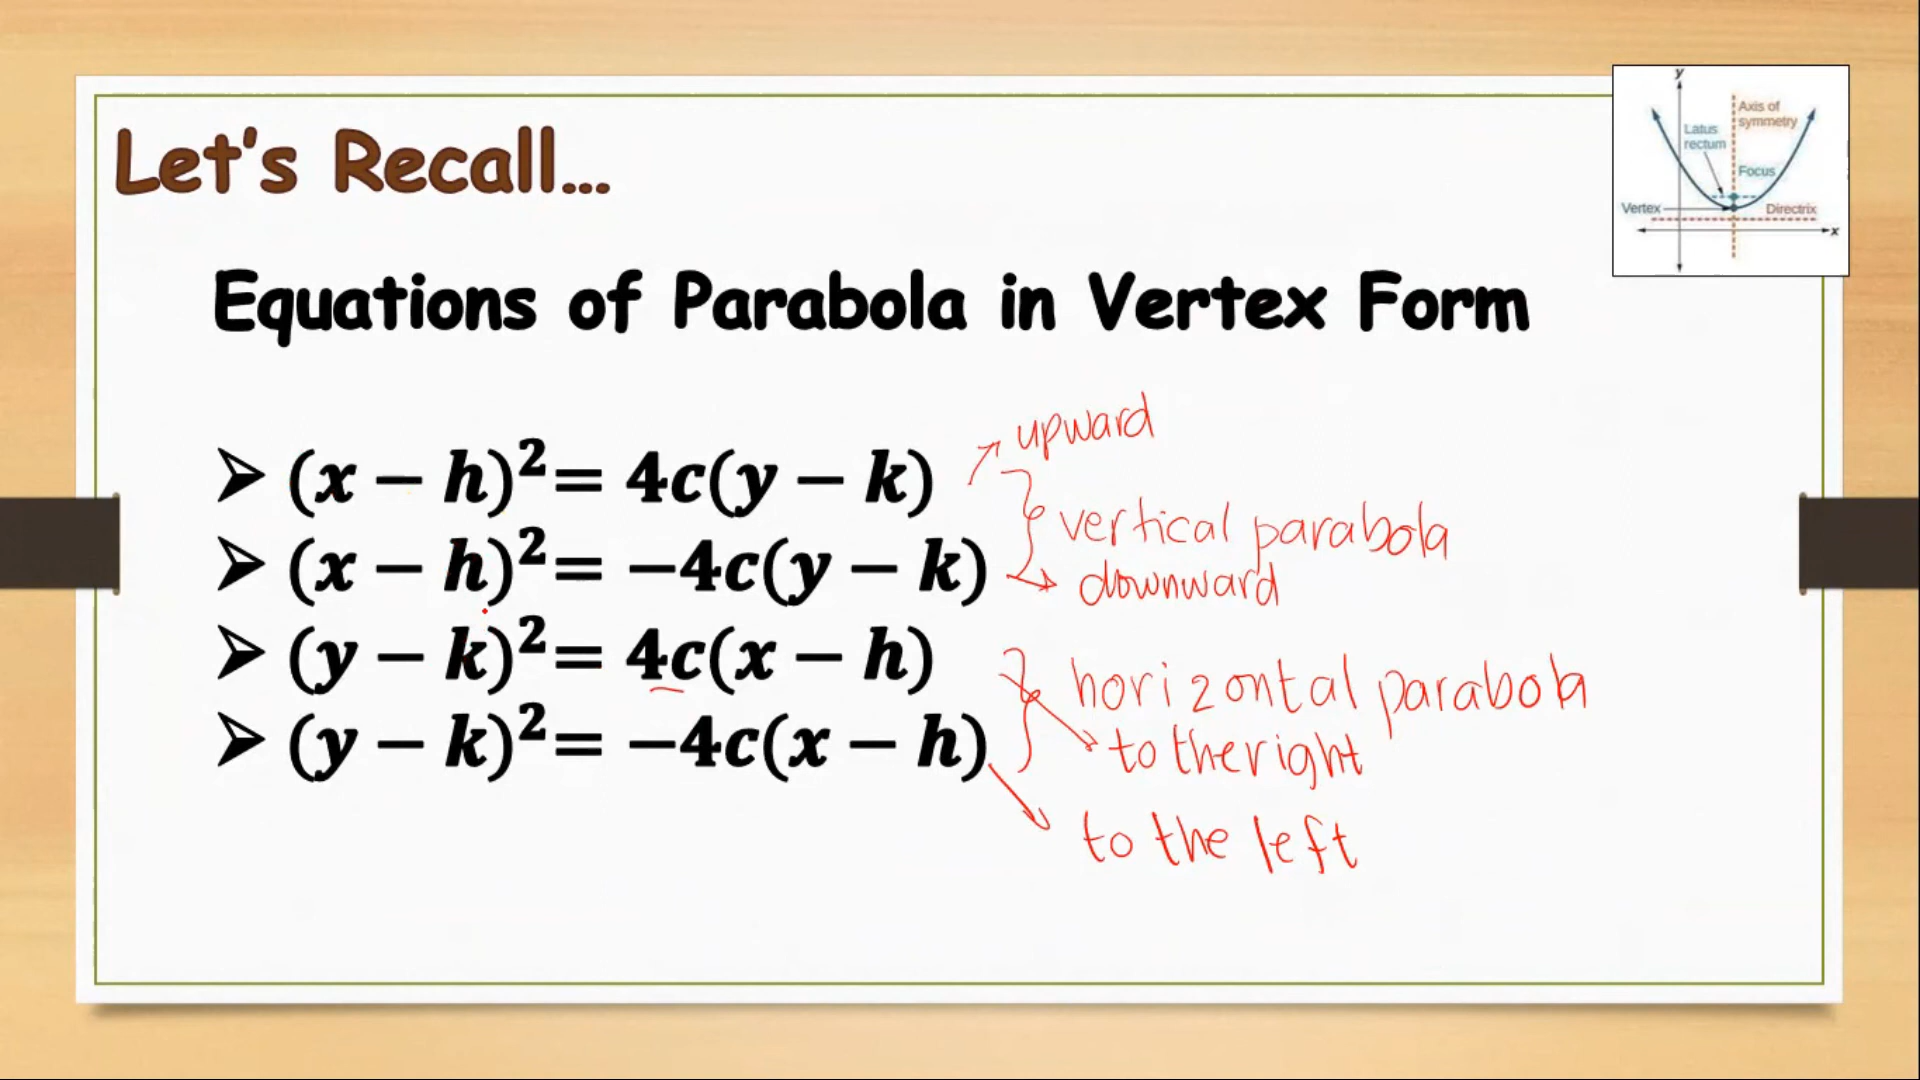 Let's Recall...
y
Axis of
symmetry
Latus
rectum
Focus
Vertex
Directrix
x
Equations of Parabola in Vertex Form
upward
➢ (x − h)²= 4c(y − k)
vertical parabola
➢ (x − h)²= −4c(y − k)
downward
➢ (y − k)²= 4c(x − h)
horizontal parabola
➢ (y − k)²= −4c(x − h)
to the right
to the left